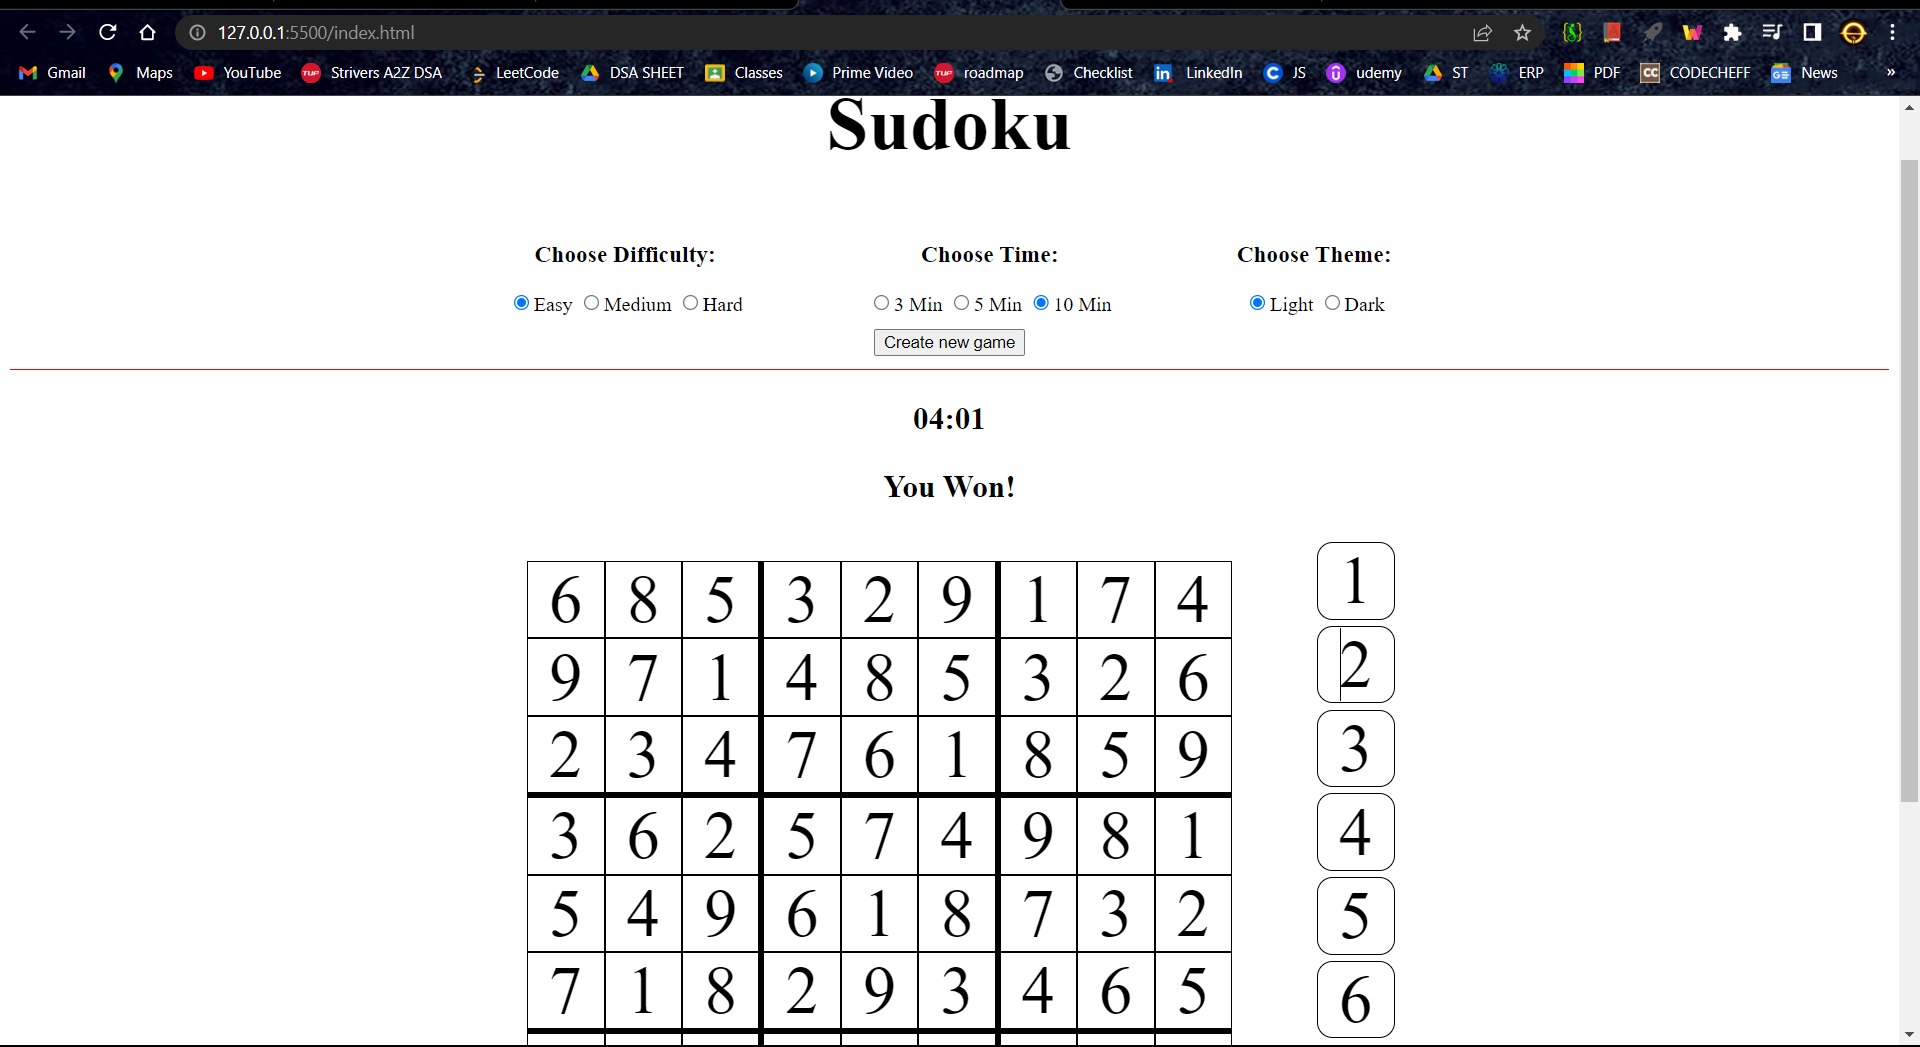 127.0.0.1:5500/index.html
Gmail Maps YouTube Strivers A2Z DSA LeetCode DSA SHEET Classes Prime Video roadmap Checklist LinkedIn JS udemy ST ERP PDF CODECHEFF News »
Sudoku
Choose Difficulty: Choose Time: Choose Theme:
Easy Medium Hard 3 Min 5 Min 10 Min Light Dark
Create new game
04:01
You Won!
6 8 5 3 2 9 1 7 4
9 7 1 4 8 5 3 2 6
2 3 4 7 6 1 8 5 9
3 6 2 5 7 4 9 8 1
5 4 9 6 1 8 7 3 2
7 1 8 2 9 3 4 6 5
1
2
3
4
5
6